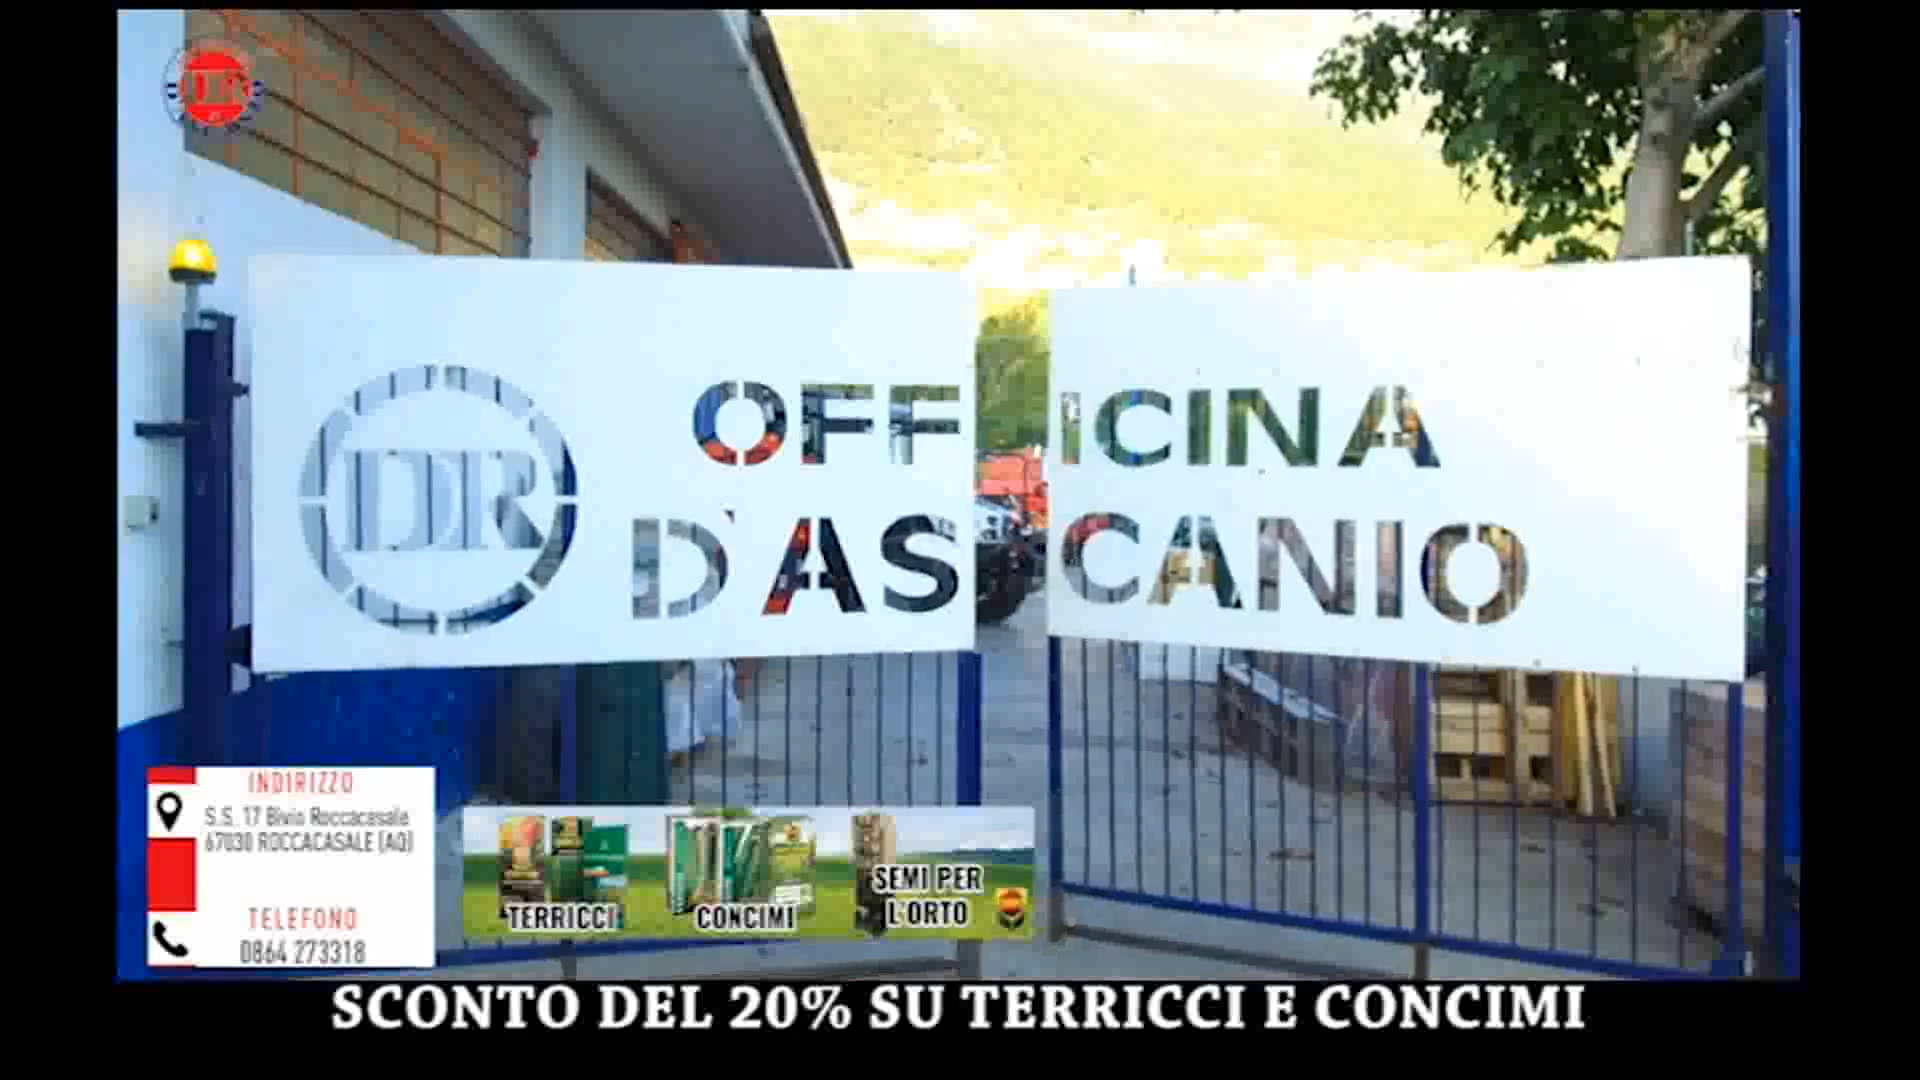 DR
OFFICINA
D'ASCANIO
INDIRIZZO
S.S. 17 Bivio Roccacasale
67030 ROCCACASALE (AQ)
TELEFONO
0864 273318
TERRICCI
CONCIMI
SEMI PER
L'ORTO
SCONTO DEL 20% SU TERRICCI E CONCIMI